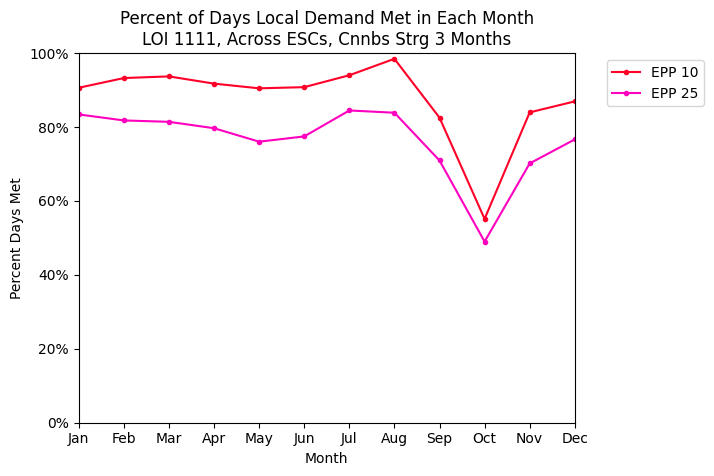 Percent of Days Local Demand Met in Each Month
LOI 1111, Across ESCs, Cnnbs Strg 3 Months
100%
80%
60%
40%
20%
0%
Percent Days Met
Jan Feb Mar Apr May Jun Jul Aug Sep Oct Nov Dec
Month
EPP 10
EPP 25